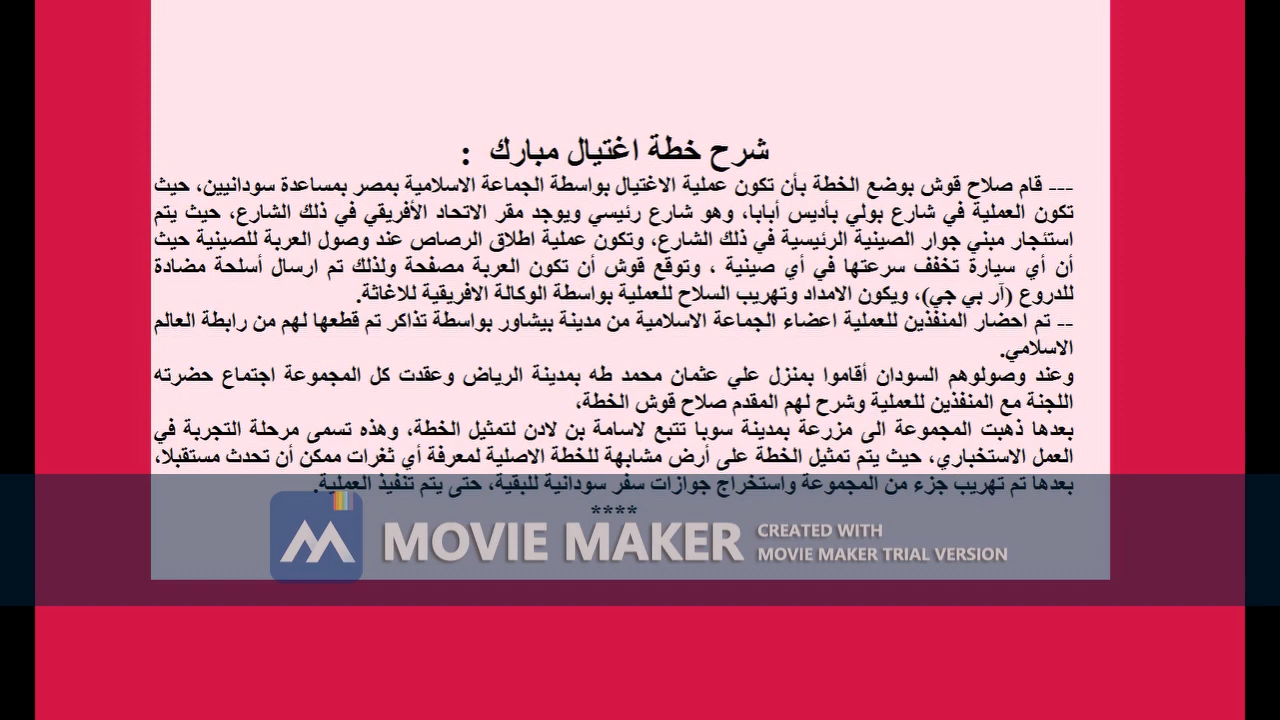 شرح خطة اغتيال مبارك :
--- قام صلاح قوش بوضع الخطة بأن تكون عملية الاغتيال بواسطة الجماعة الاسلامية بمصر بمساعدة سودانيين، حيث
تكون العملية في شارع بولي بأديس أبابا، وهو شارع رئيسي ويوجد مقر الاتحاد الأفريقي في ذلك الشارع، حيث يتم
استئجار مبني جوار الصينية الرئيسية في ذلك الشارع، وتكون عملية اطلاق الرصاص عند وصول العربة للصينية حيث
أن أي سيارة تخفف سرعتها في أي صينية ، وتوقع قوش أن تكون العربة مصفحة ولذلك تم ارسال أسلحة مضادة
للدروع (آر بي جي)، ويكون الامداد وتهريب السلاح للعملية بواسطة الوكالة الافريقية للاغاثة.
-- تم احضار المنفذين للعملية اعضاء الجماعة الاسلامية من مدينة بيشاور بواسطة تذاكر تم قطعها لهم من رابطة العالم
الاسلامي.
وعند وصولوهم السودان أقاموا بمنزل علي عثمان محمد طه بمدينة الرياض وعقدت كل المجموعة اجتماع حضرته
اللجنة مع المنفذين للعملية وشرح لهم المقدم صلاح قوش الخطة،
بعدها ذهبت المجموعة الى مزرعة بمدينة سوبا تتبع لاسامة بن لادن لتمثيل الخطة، وهذه تسمى مرحلة التجربة في
العمل الاستخباري، حيث يتم تمثيل الخطة على أرض مشابهة للخطة الاصلية لمعرفة أي ثغرات ممكن أن تحدث مستقبلا،
بعدها تم تهريب جزء من المجموعة واستخراج جوازات سفر سودانية للبقية، حتى يتم تنفيذ العملية.
****
MOVIE MAKER
CREATED WITH
MOVIE MAKER TRIAL VERSION